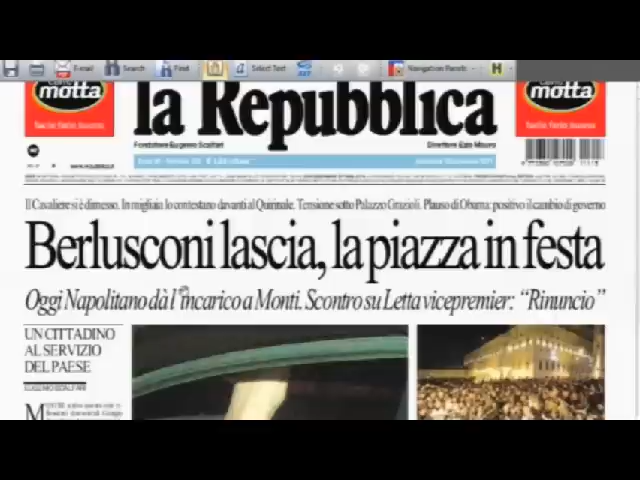 E-mail Search Find Select Text Navigation Panels
motta motta
la Repubblica
Fondatore Eugenio Scalfari Direttore Ezio Mauro
Il Cavaliere si è dimesso. In migliaia lo contestano davanti al Quirinale. Tensione sotto Palazzo Grazioli. Plauso di Obama: positivo il cambio di governo
Berlusconi lascia, la piazza in festa
Oggi Napolitano dà l'incarico a Monti. Scontro su Letta vicepremier: "Rinuncio"
UN CITTADINO
AL SERVIZIO
DEL PAESE
EUGENIO SCALFARI